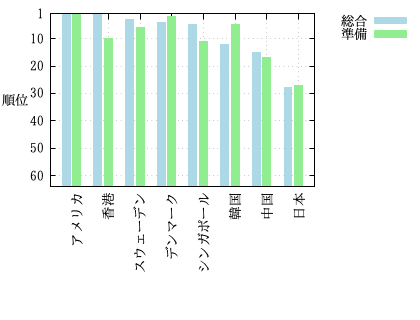 総合
準備
1
10
20
30
40
50
60
順位
アメリカ
香港
スウェーデン
デンマーク
シンガポール
韓国
中国
日本